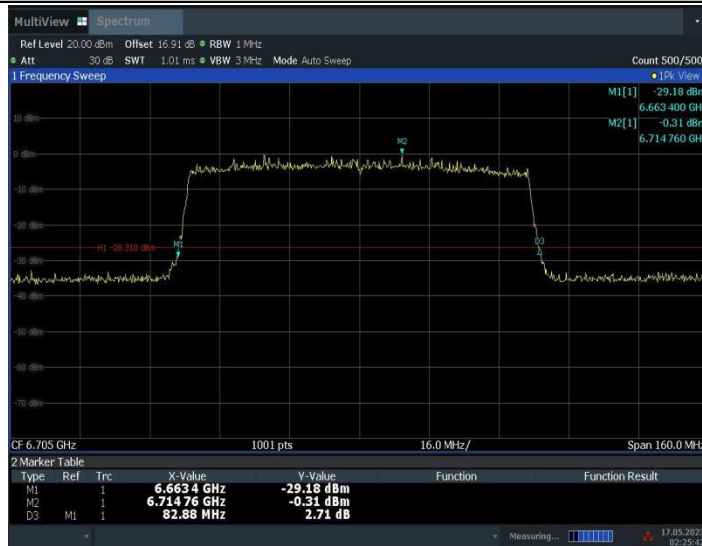 MultiView Spectrum
Ref Level 20.00 dBm Offset 16.91 dB RBW 1 MHz
Att 30 dB SWT 1.01 ms VBW 3 MHz Mode Auto Sweep Count 500/500
1 Frequency Sweep 1Pk View
M1[1] -29.18 dBm
6.663 400 GHz
M2[1] -0.31 dBm
6.714 760 GHz
10 dBm
M2
0 dBm
-10 dBm
-20 dBm
H1 -26.310 dBm M1 D3
-30 dBm
-40 dBm
-50 dBm
-60 dBm
-70 dBm
CF 6.705 GHz 1001 pts 16.0 MHz/ Span 160.0 MHz
2 Marker Table
Type Ref Trc X-Value Y-Value Function Function Result
M1 1 6.6634 GHz -29.18 dBm
M2 1 6.71476 GHz -0.31 dBm
D3 M1 1 82.88 MHz 2.71 dB
Measuring... 17.05.2023
02:25:47